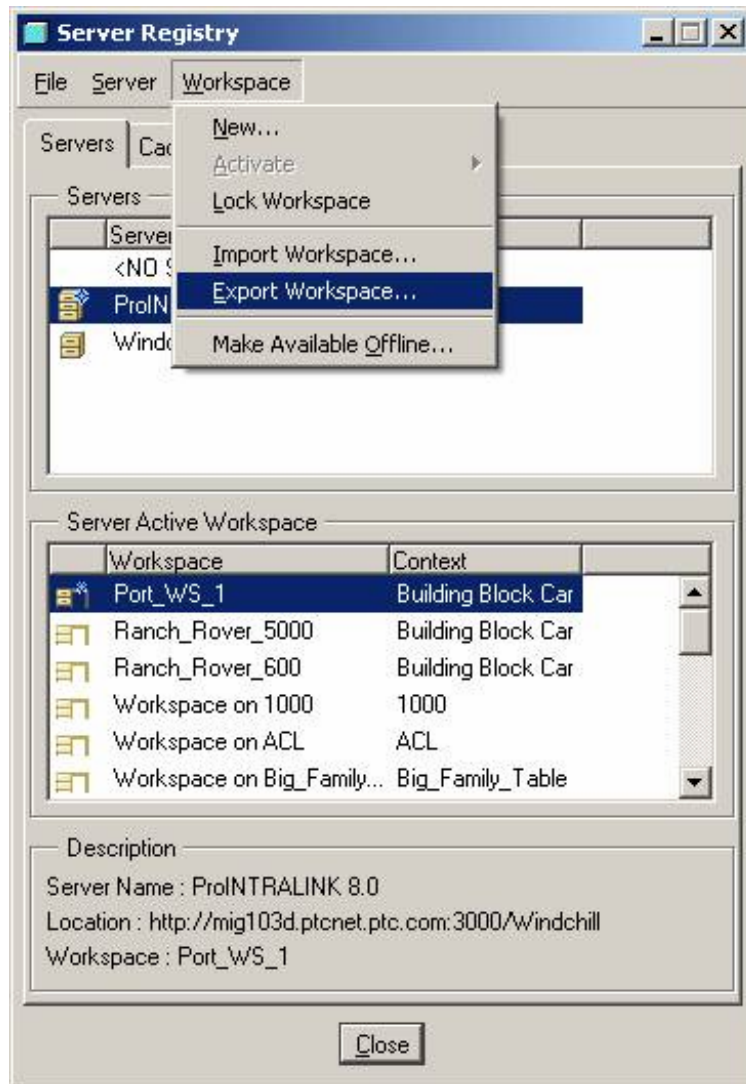 Server Registry
File Server Workspace
New...
Activate
Lock Workspace
Import Workspace...
Export Workspace...
Make Available Offline...
Servers
Servers
<NO
Server Active Workspace
Workspace Context
Port_WS_1 Building Block Car
Ranch_Rover_5000 Building Block Car
Ranch_Rover_600 Building Block Car
Workspace on 1000 1000
Workspace on ACL ACL
Workspace on Big_Family... Big_Family_Table
Description
Server Name : ProINTRALINK 8.0
Location : http://mig103d.ptcnet.ptc.com:3000/Windchill
Workspace : Port_WS_1
Close